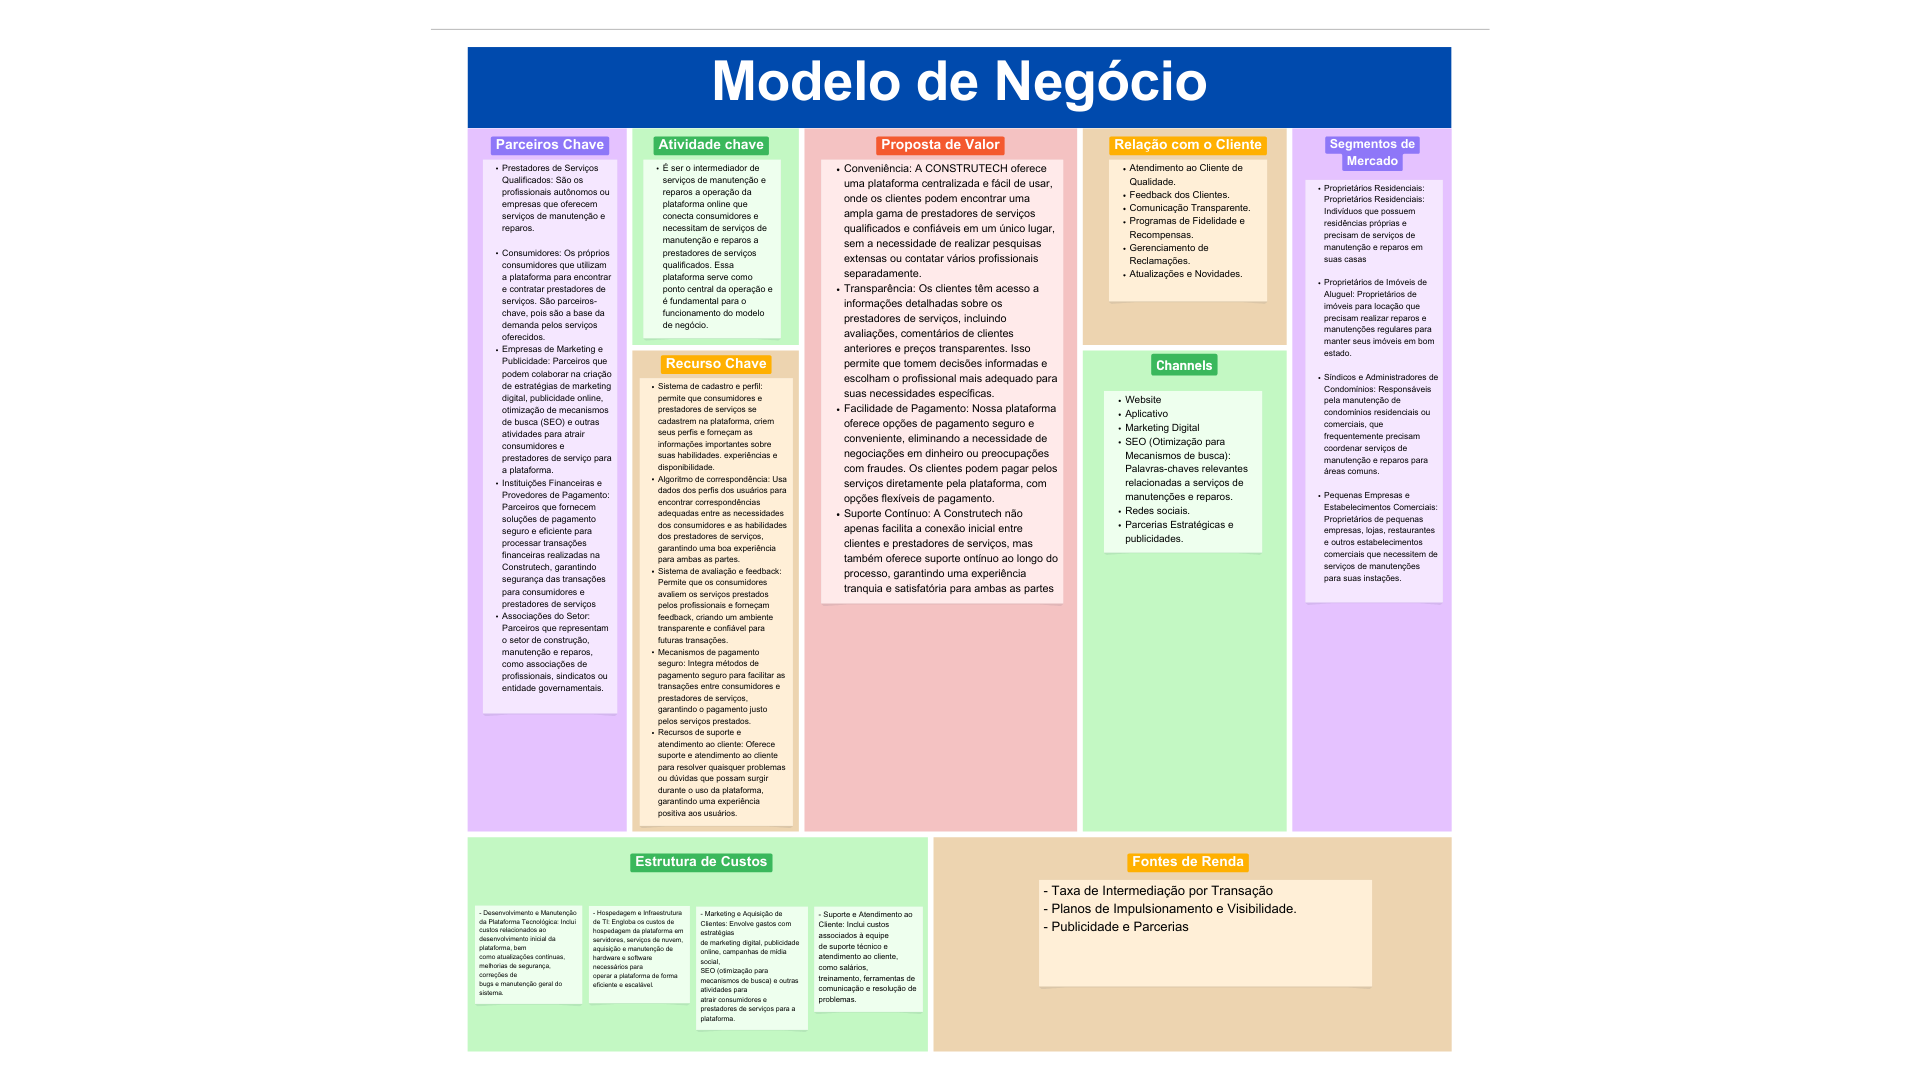 Modelo de Negócio
Parceiros Chave
• Prestadores de Serviços
Qualificados: São os
profissionais autônomos ou
empresas que oferecem
serviços de manutenção e
reparos.
• Consumidores: Os próprios
consumidores que utilizam
a plataforma para encontrar
e contratar prestadores de
serviços. São parceiros-
chave, pois são a base da
demanda pelos serviços
oferecidos.
• Empresas de Marketing e
Publicidade: Parceiros que
podem colaborar na criação
de estratégias de marketing
digital, publicidade online,
otimização de mecanismos
de busca (SEO) e outras
atividades para atrair
consumidores e
prestadores de serviço para
a plataforma.
• Instituições Financeiras e
Provedores de Pagamento:
Parceiros que fornecem
soluções de pagamento
seguro e eficiente para
processar transações
financeiras realizadas na
Construtech, garantindo
segurança das transações
para consumidores e
prestadores de serviços
• Associações do Setor:
Parceiros que representam
o setor de construção,
manutenção e reparos,
como associações de
profissionais, sindicatos ou
entidade governamentais.
Atividade chave
• É ser o intermediador de
serviços de manutenção e
reparos a operação da
plataforma online que
conecta consumidores e
necessitam de serviços de
manutenção e reparos a
prestadores de serviços
qualificados. Essa
plataforma serve como
ponto central da operação e
é fundamental para o
funcionamento do modelo
de negócio.
Recurso Chave
• Sistema de cadastro e perfil:
permite que consumidores e
prestadores de serviços se
cadastrem na plataforma, criem
seus perfis e forneçam as
informações importantes sobre
suas habilidades. experiências e
disponibilidade.
• Algoritmo de correspondência: Usa
dados dos perfis dos usuários para
encontrar correspondências
adequadas entre as necessidades
dos consumidores e as habilidades
dos prestadores de serviços,
garantindo uma boa experiência
para ambas as partes.
• Sistema de avaliação e feedback:
Permite que os consumidores
avaliem os serviços prestados
pelos profissionais e forneçam
feedback, criando um ambiente
transparente e confiável para
futuras transações.
• Mecanismos de pagamento
seguro: Integra métodos de
pagamento seguro para facilitar as
transações entre consumidores e
prestadores de serviços,
garantindo o pagamento justo
pelos serviços prestados.
• Recursos de suporte e
atendimento ao cliente: Oferece
suporte e atendimento ao cliente
para resolver quaisquer problemas
ou dúvidas que possam surgir
durante o uso da plataforma,
garantindo uma experiência
positiva aos usuários.
Proposta de Valor
• Conveniência: A CONSTRUTECH oferece
uma plataforma centralizada e fácil de usar,
onde os clientes podem encontrar uma
ampla gama de prestadores de serviços
qualificados e confiáveis em um único lugar,
sem a necessidade de realizar pesquisas
extensas ou contatar vários profissionais
separadamente.
• Transparência: Os clientes têm acesso a
informações detalhadas sobre os
prestadores de serviços, incluindo
avaliações, comentários de clientes
anteriores e preços transparentes. Isso
permite que tomem decisões informadas e
escolham o profissional mais adequado para
suas necessidades específicas.
• Facilidade de Pagamento: Nossa plataforma
oferece opções de pagamento seguro e
conveniente, eliminando a necessidade de
negociações em dinheiro ou preocupações
com fraudes. Os clientes podem pagar pelos
serviços diretamente pela plataforma, com
opções flexíveis de pagamento.
• Suporte Contínuo: A Construtech não
apenas facilita a conexão inicial entre
clientes e prestadores de serviços, mas
também oferece suporte ontínuo ao longo do
processo, garantindo uma experiência
tranquia e satisfatória para ambas as partes
Relação com o Cliente
• Atendimento ao Cliente de
Qualidade.
• Feedback dos Clientes.
• Comunicação Transparente.
• Programas de Fidelidade e
Recompensas.
• Gerenciamento de
Reclamações.
• Atualizações e Novidades.
Channels
• Website
• Aplicativo
• Marketing Digital
• SEO (Otimização para
Mecanismos de busca):
Palavras-chaves relevantes
relacionadas a serviços de
manutenções e reparos.
• Redes sociais.
• Parcerias Estratégicas e
publicidades.
Segmentos de
Mercado
• Proprietários Residenciais:
Proprietários Residenciais:
Indivíduos que possuem
residências próprias e
precisam de serviços de
manutenção e reparos em
suas casas
• Proprietários de Imóveis de
Aluguel: Proprietários de
imóveis para locação que
precisam realizar reparos e
manutenções regulares para
manter seus imóveis em bom
estado.
• Síndicos e Administradores de
Condomínios: Responsáveis
pela manutenção de
condomínios residenciais ou
comerciais, que
frequentemente precisam
coordenar serviços de
manutenção e reparos para
áreas comuns.
• Pequenas Empresas e
Estabelecimentos Comerciais:
Proprietários de pequenas
empresas, lojas, restaurantes
e outros estabelecimentos
comerciais que necessitem de
serviços de manutenções
para suas instações.
Estrutura de Custos
- Desenvolvimento e Manutenção
da Plataforma Tecnológica: Inclui
custos relacionados ao
desenvolvimento inicial da
plataforma, bem
como atualizações contínuas,
melhorias de segurança,
correções de
bugs e manutenção geral do
sistema.
- Hospedagem e Infraestrutura
de TI: Engloba os custos de
hospedagem da plataforma em
servidores, serviços de nuvem,
aquisição e manutenção de
hardware e software
necessários para
operar a plataforma de forma
eficiente e escalável.
- Marketing e Aquisição de
Clientes: Envolve gastos com
estratégias
de marketing digital, publicidade
online, campanhas de mídia
social,
SEO (otimização para
mecanismos de busca) e outras
atividades para
atrair consumidores e
prestadores de serviços para a
plataforma.
- Suporte e Atendimento ao
Cliente: Inclui custos
associados à equipe
de suporte técnico e
atendimento ao cliente,
como salários,
treinamento, ferramentas de
comunicação e resolução de
problemas.
Fontes de Renda
- Taxa de Intermediação por Transação
- Planos de Impulsionamento e Visibilidade.
- Publicidade e Parcerias